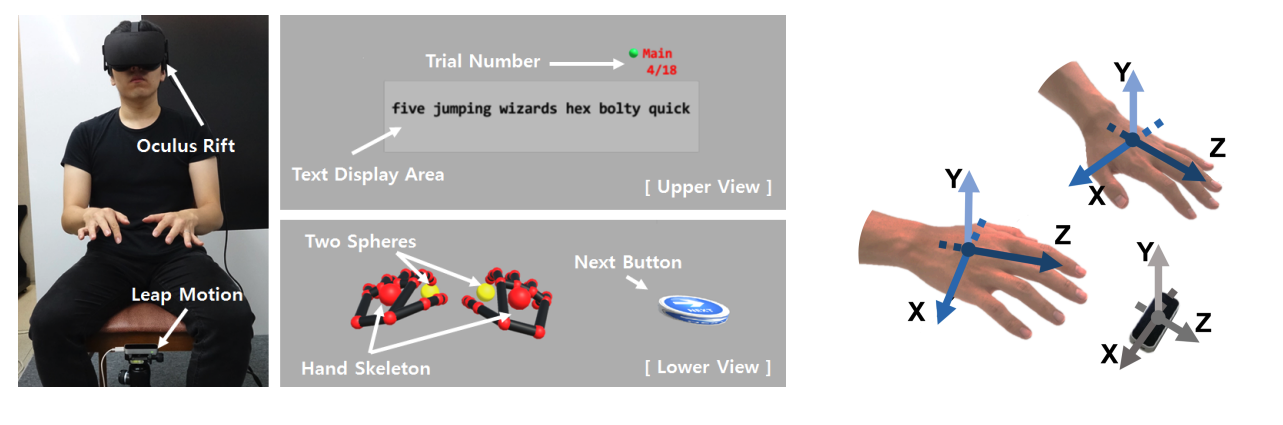 Oculus Rift
Leap Motion
Trial Number
Main
4/18
five jumping wizards hex bolty quick
Text Display Area
[ Upper View ]
Two Spheres
Next Button
NEXT
Hand Skeleton
[ Lower View ]
Y
Z
X
Y
Z
X
Y
Z
X